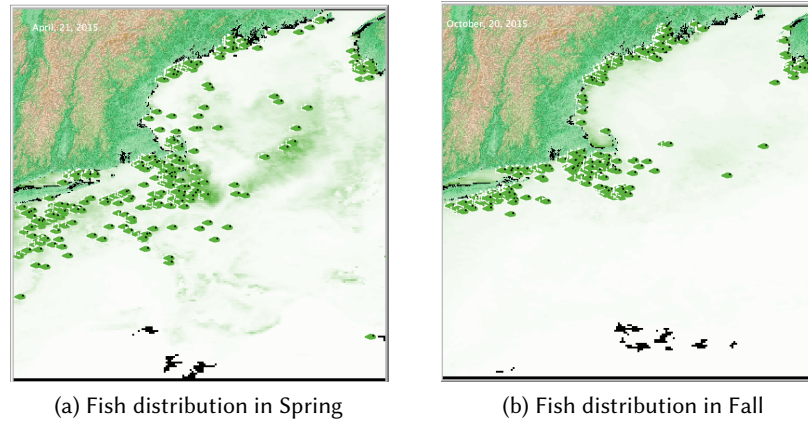 April, 21, 2015
October, 20, 2015
(a) Fish distribution in Spring
(b) Fish distribution in Fall